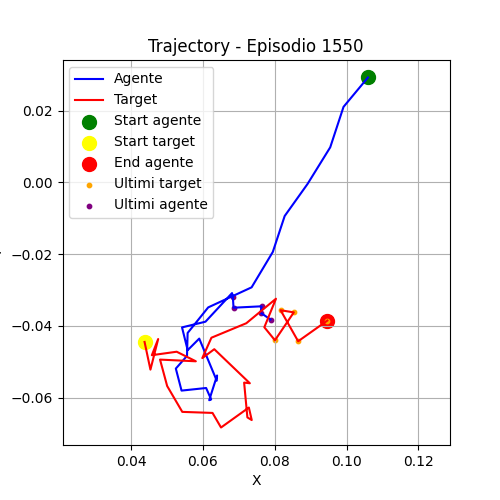 Trajectory - Episodio 1550
Agente
Target
Start agente
Start target
End agente
Ultimi target
Ultimi agente
0.02
0.00
−0.02
−0.04
−0.06
0.04
0.06
0.08
0.10
0.12
X